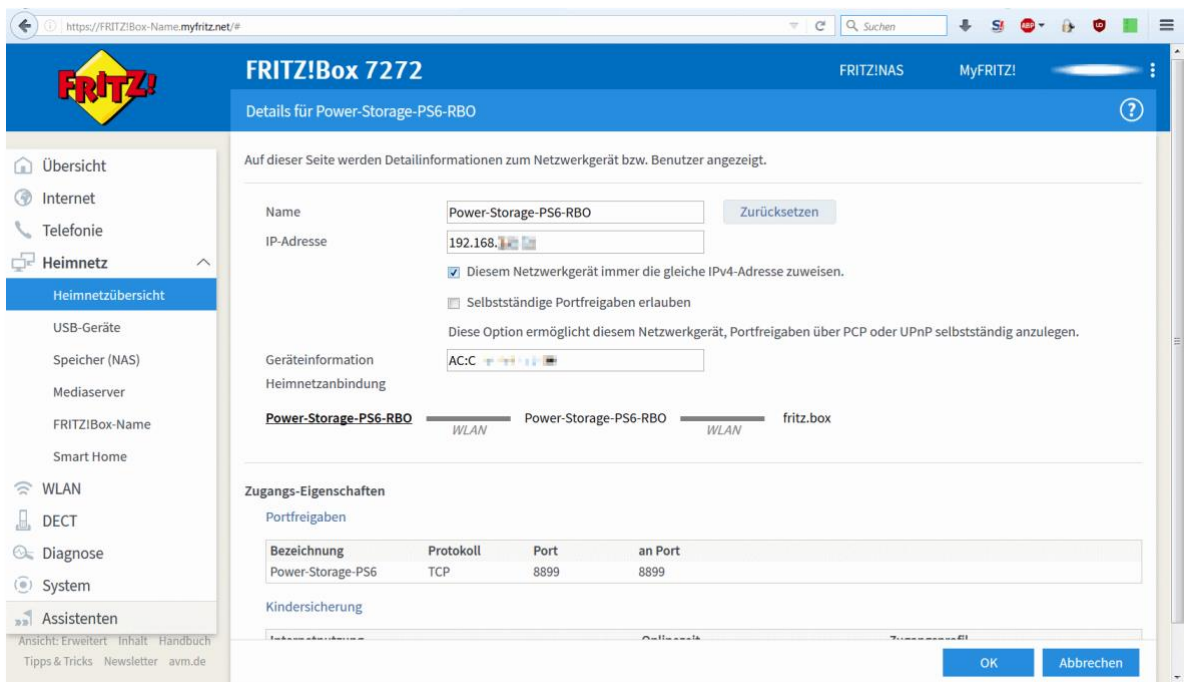 https://FRITZ!Box-Name.myfritz.net/#
Suchen
S!
ABP
FRITZ!
FRITZ!Box 7272
FRITZ!NAS
MyFRITZ!
Details für Power-Storage-PS6-RBO
?
Auf dieser Seite werden Detailinformationen zum Netzwerkgerät bzw. Benutzer angezeigt.
Übersicht
Internet
Telefonie
Heimnetz
Heimnetzübersicht
USB-Geräte
Speicher (NAS)
Mediaserver
FRITZ!Box-Name
Smart Home
WLAN
DECT
Diagnose
System
Assistenten
Ansicht: Erweitert Inhalt Handbuch
Tipps & Tricks Newsletter avm.de
Name Power-Storage-PS6-RBO Zurücksetzen
IP-Adresse 192.168.
Diesem Netzwerkgerät immer die gleiche IPv4-Adresse zuweisen.
Selbstständige Portfreigaben erlauben
Diese Option ermöglicht diesem Netzwerkgerät, Portfreigaben über PCP oder UPnP selbstständig anzulegen.
Geräteinformation AC:C
Heimnetzanbindung
Power-Storage-PS6-RBO WLAN Power-Storage-PS6-RBO WLAN fritz.box
Zugangs-Eigenschaften
Portfreigaben
Bezeichnung Protokoll Port an Port
Power-Storage-PS6 TCP 8899 8899
Kindersicherung
Internetnutzung Onlinezeit Zugangsprofil
OK Abbrechen